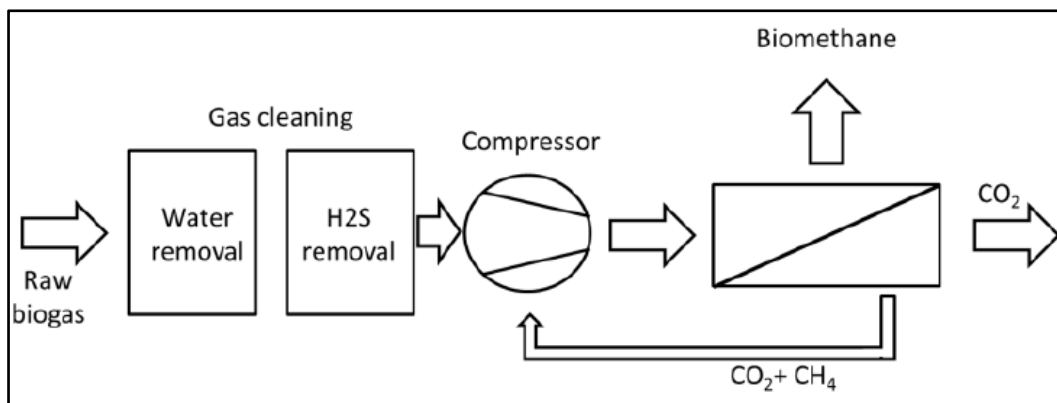 Biomethane
Gas cleaning
Compressor
Water
removal
H2S
removal
CO₂
Raw
biogas
CO₂+ CH₄